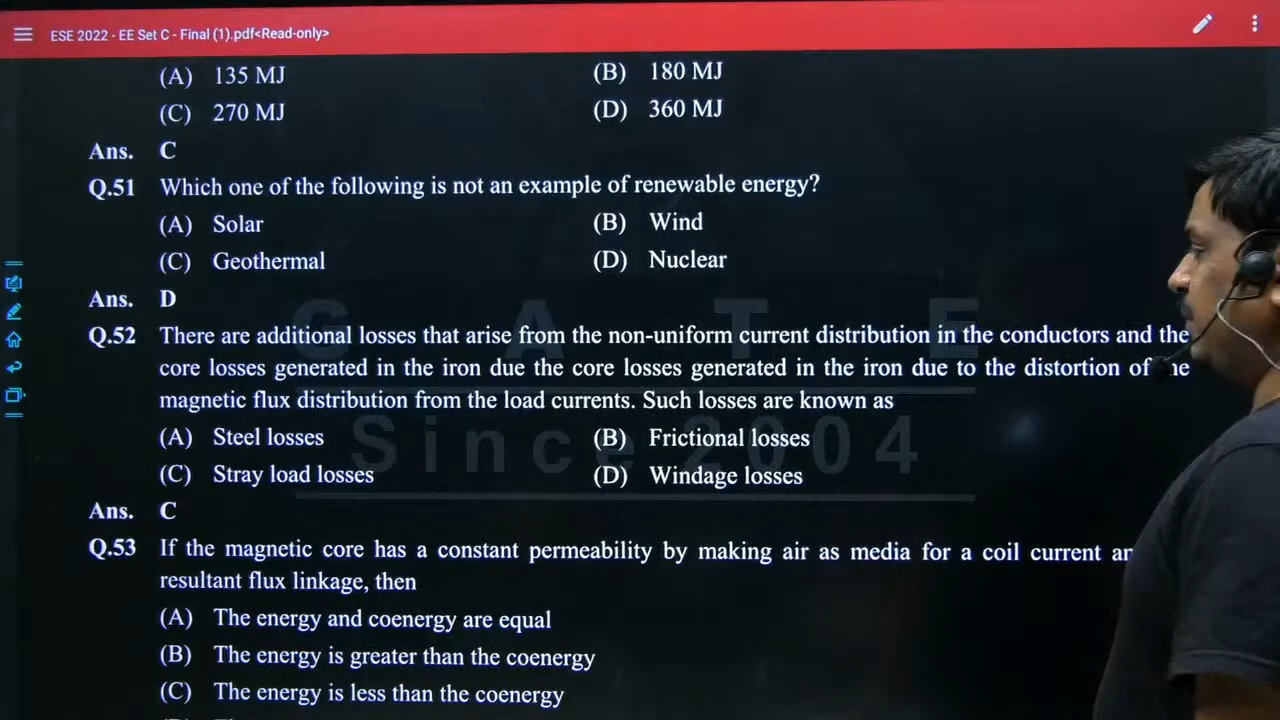 ESE 2022 - EE Set C - Final (1).pdf<Read-only>
(A) 135 MJ (B) 180 MJ
(C) 270 MJ (D) 360 MJ
Ans. C
Q.51 Which one of the following is not an example of renewable energy?
(A) Solar (B) Wind
(C) Geothermal (D) Nuclear
Ans. D
GATE
Q.52 There are additional losses that arise from the non-uniform current distribution in the conductors and the
core losses generated in the iron due the core losses generated in the iron due to the distortion of
magnetic flux distribution from the load currents. Such losses are known as
(A) Steel losses (B) Frictional losses
Since 2004
(C) Stray load losses (D) Windage losses
Ans. C
Q.53 If the magnetic core has a constant permeability by making air as media for a coil current
resultant flux linkage, then
(A) The energy and coenergy are equal
(B) The energy is greater than the coenergy
(C) The energy is less than the coenergy